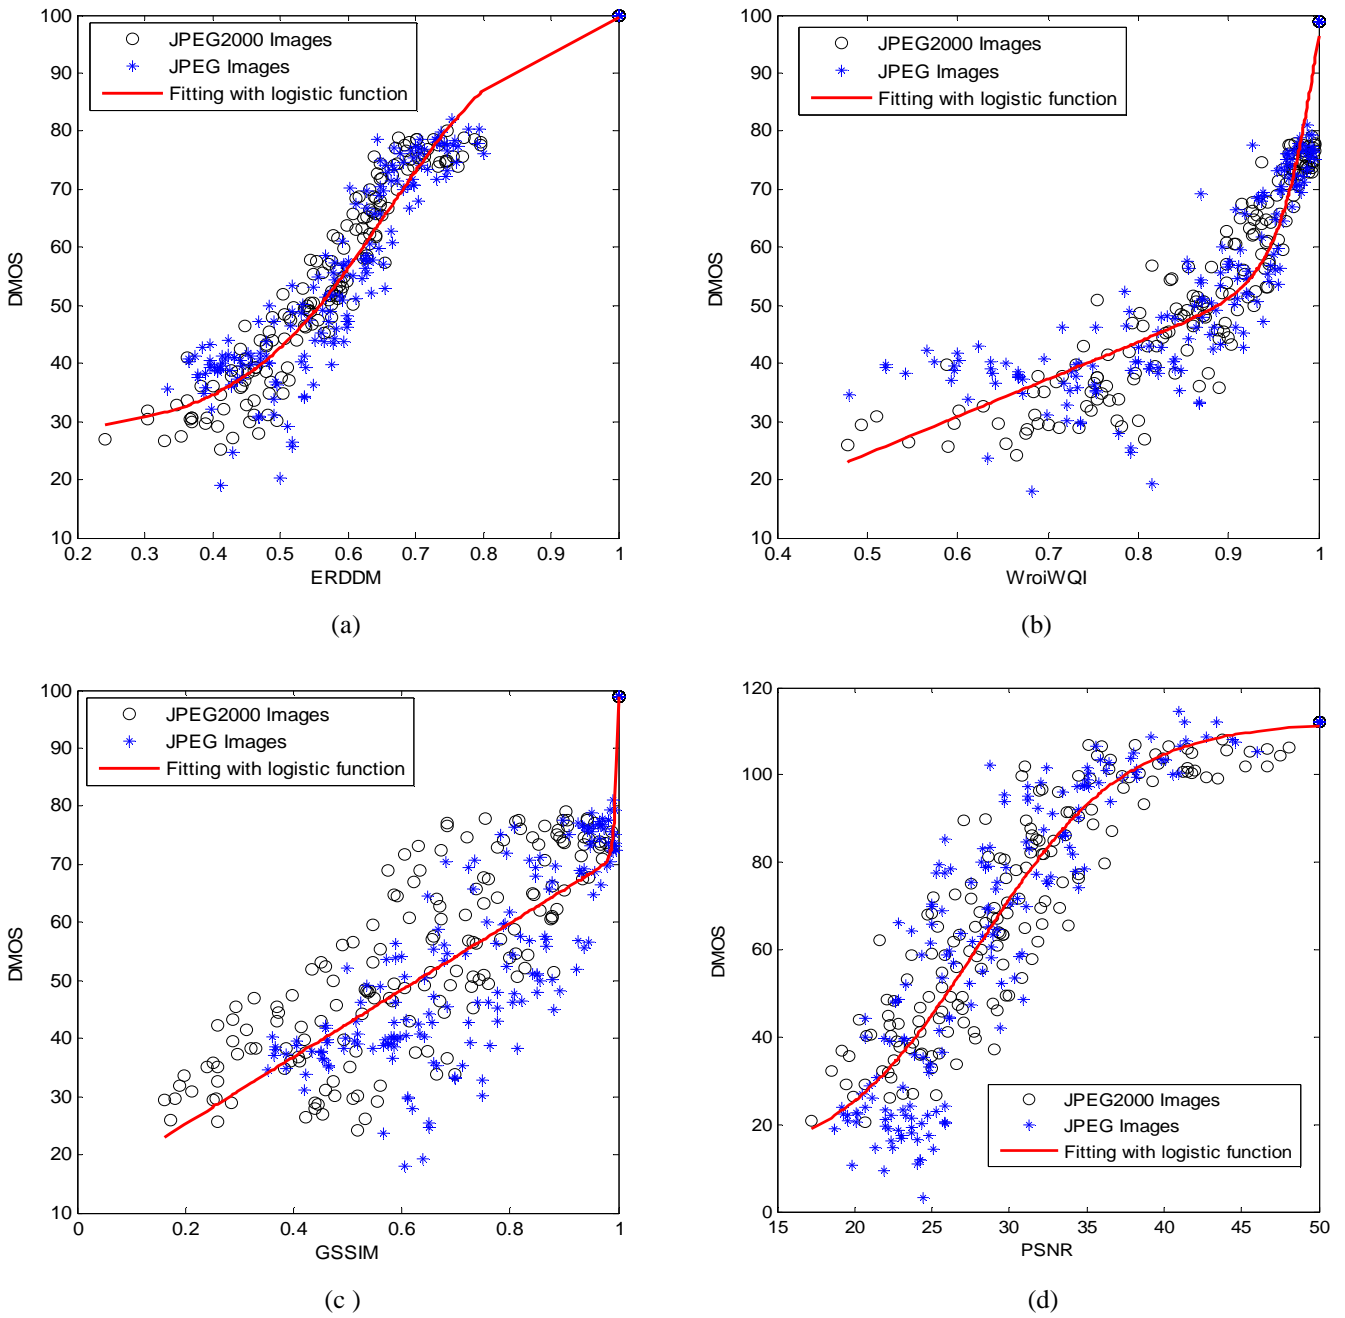 100
90
80
70
60
50
40
30
20
10
DMOS
JPEG2000 Images
JPEG Images
Fitting with logistic function
0.2 0.3 0.4 0.5 0.6 0.7 0.8 1
ERDDM
(a)
100
90
80
70
60
50
40
30
20
10
DMOS
JPEG2000 Images
JPEG Images
Fitting with logistic function
0.4 0.5 0.6 0.7 0.8 0.9 1
WroiWQI
(b)
100
90
80
70
60
50
40
30
20
10
DMOS
JPEG2000 Images
JPEG Images
Fitting with logistic function
0 0.2 0.4 0.6 0.8 1
GSSIM
(c )
120
100
80
60
40
20
0
DMOS
JPEG2000 Images
JPEG Images
Fitting with logistic function
15 20 25 30 35 40 45 50
PSNR
(d)